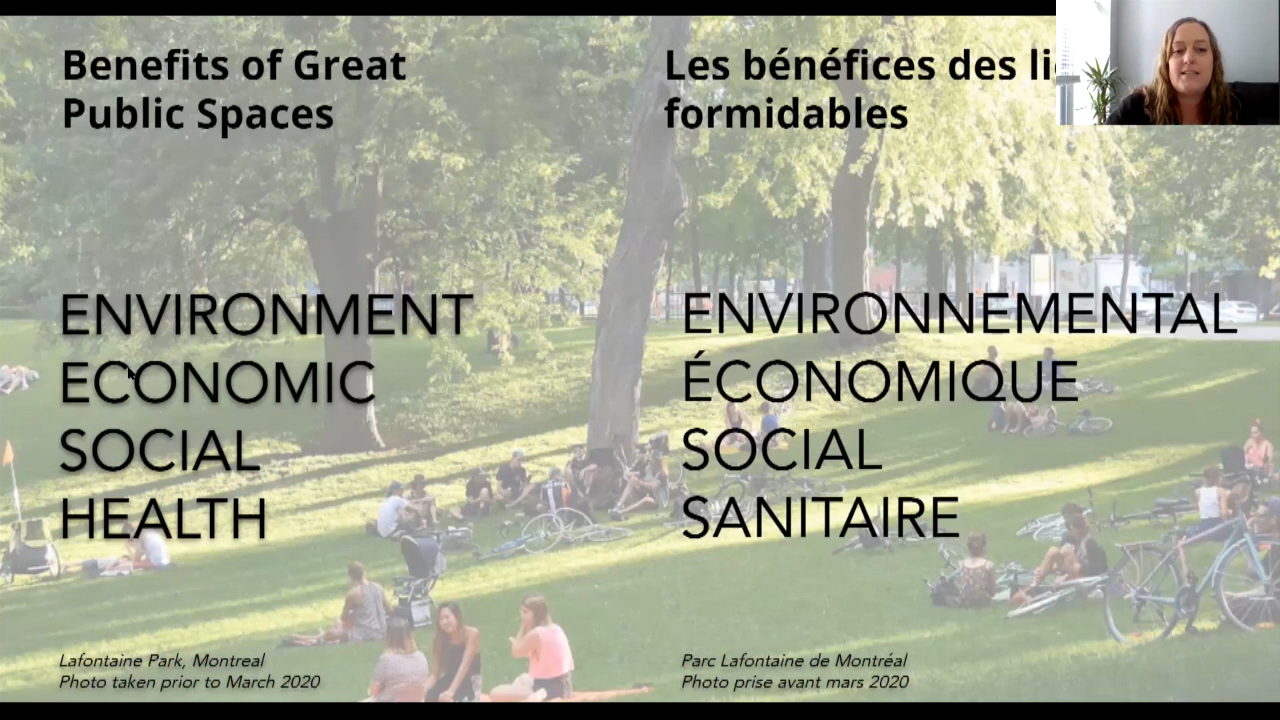 Benefits of Great
Public Spaces
ENVIRONMENT
ECONOMIC
SOCIAL
HEALTH
Lafontaine Park, Montreal
Photo taken prior to March 2020
Les bénéfices des
formidables
ENVIRONNEMENTAL
ÉCONOMIQUE
SOCIAL
SANITAIRE
Parc Lafontaine de Montréal
Photo prise avant mars 2020